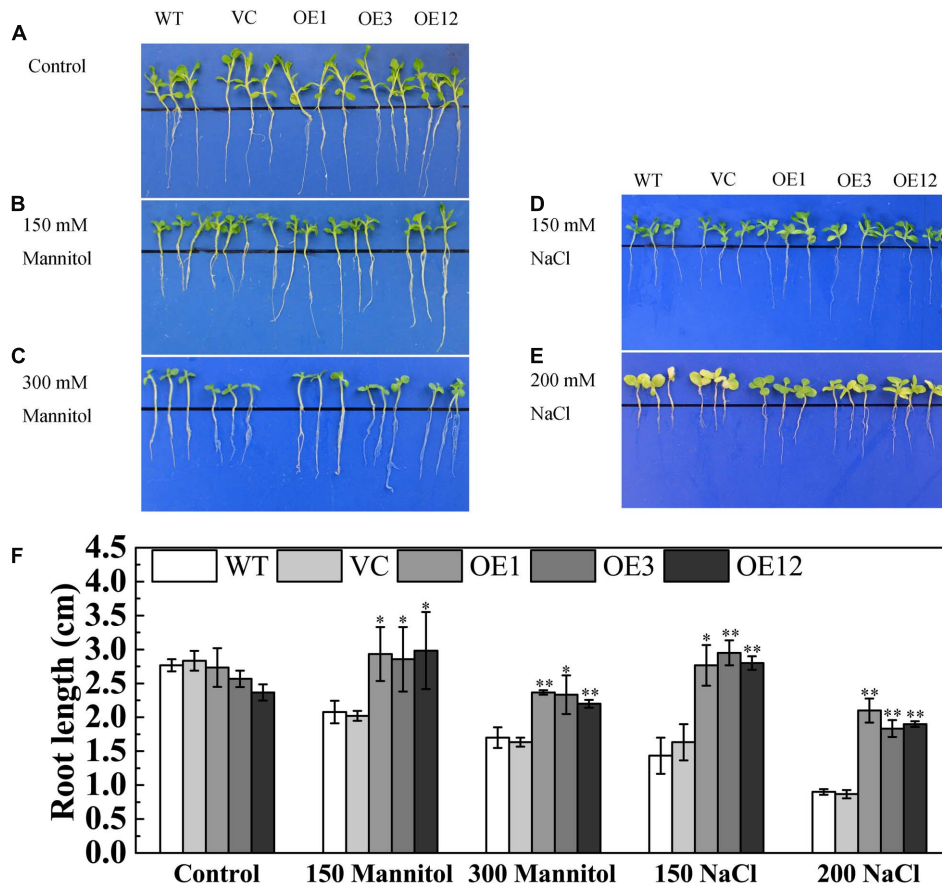 WT VC OE1 OE3 OE12
A
Control
B
150 mM
Mannitol
C
300 mM
Mannitol
WT VC OE1 OE3 OE12
D
150 mM
NaCl
E
200 mM
NaCl
F
WT VC OE1 OE3 OE12
Root length (cm)
4.5
4.0
3.5
3.0
2.5
2.0
1.5
1.0
0.5
0.0
* * *
** * **
* ** **
** ** **
Control 150 Mannitol 300 Mannitol 150 NaCl 200 NaCl